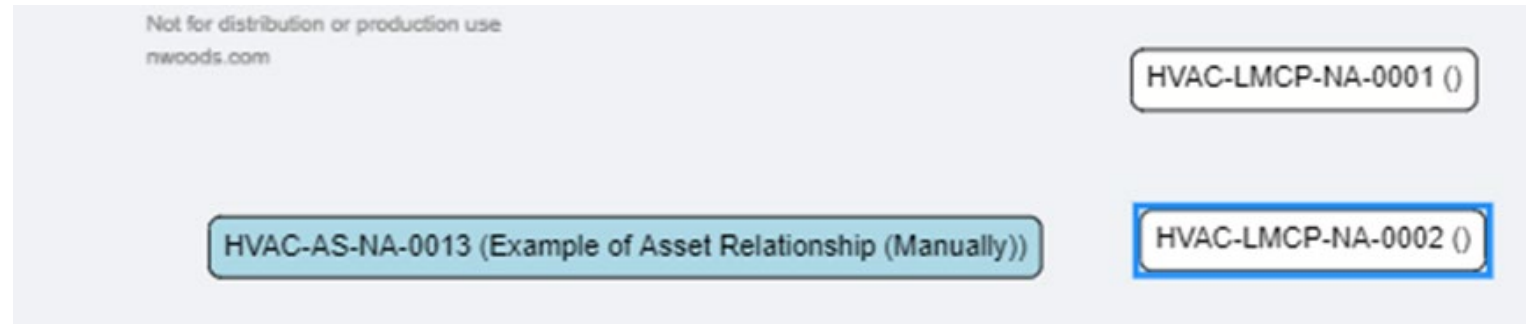 Not for distribution or production use
nwoods.com
HVAC-LMCP-NA-0001 ()
HVAC-AS-NA-0013 (Example of Asset Relationship (Manually))
HVAC-LMCP-NA-0002 ()